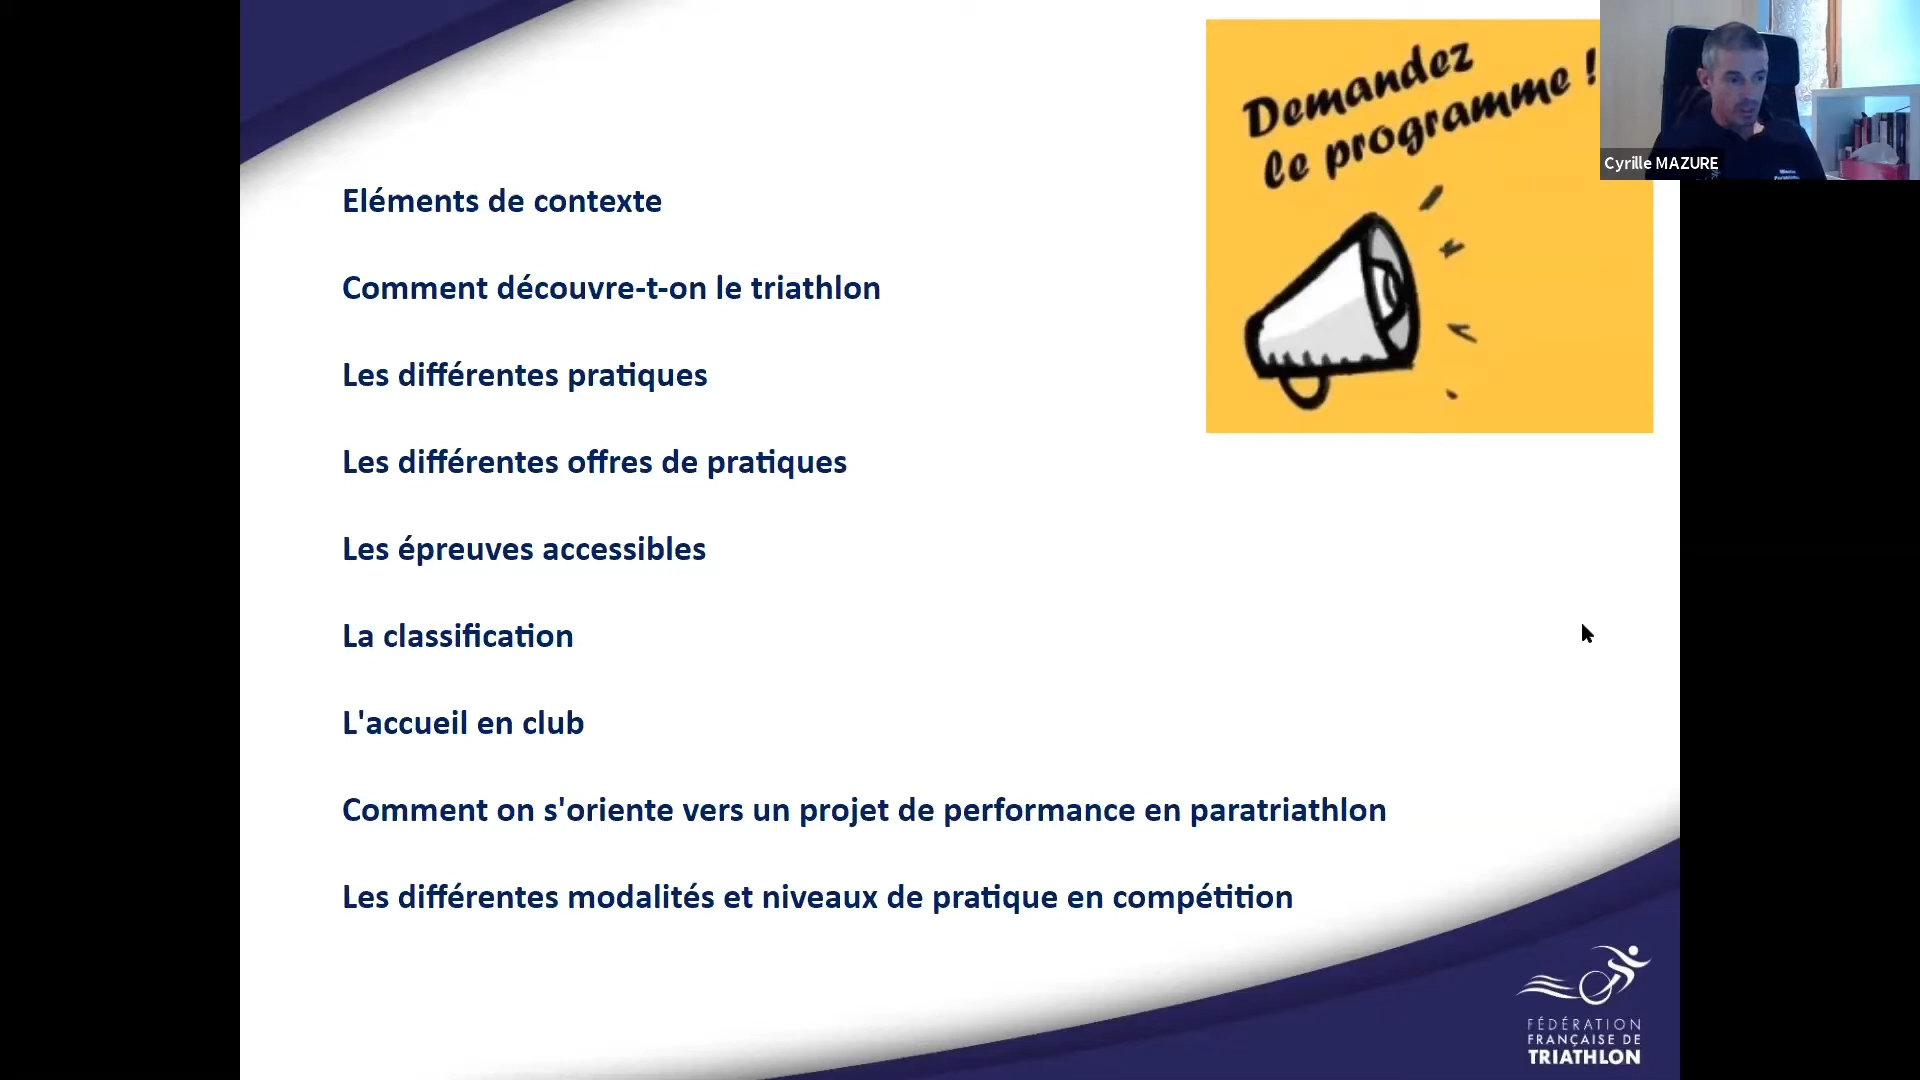 Demandez
le programme !
Cyrille MAZURE
Eléments de contexte
Comment découvre-t-on le triathlon
Les différentes pratiques
Les différentes offres de pratiques
Les épreuves accessibles
La classification
L'accueil en club
Comment on s'oriente vers un projet de performance en paratriathlon
Les différentes modalités et niveaux de pratique en compétition
FÉDÉRATION
FRANÇAISE DE
TRIATHLON